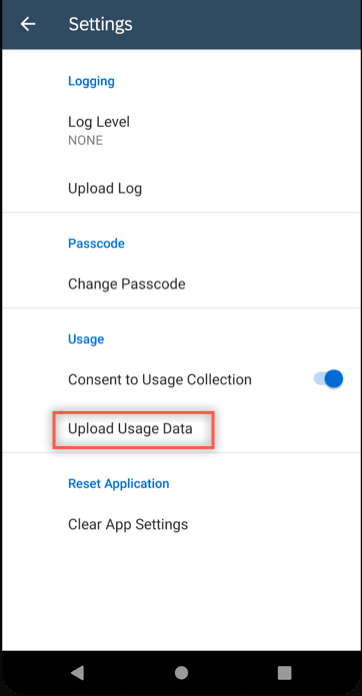 Settings
Logging
Log Level
NONE
Upload Log
Passcode
Change Passcode
Usage
Consent to Usage Collection
Upload Usage Data
Reset Application
Clear App Settings